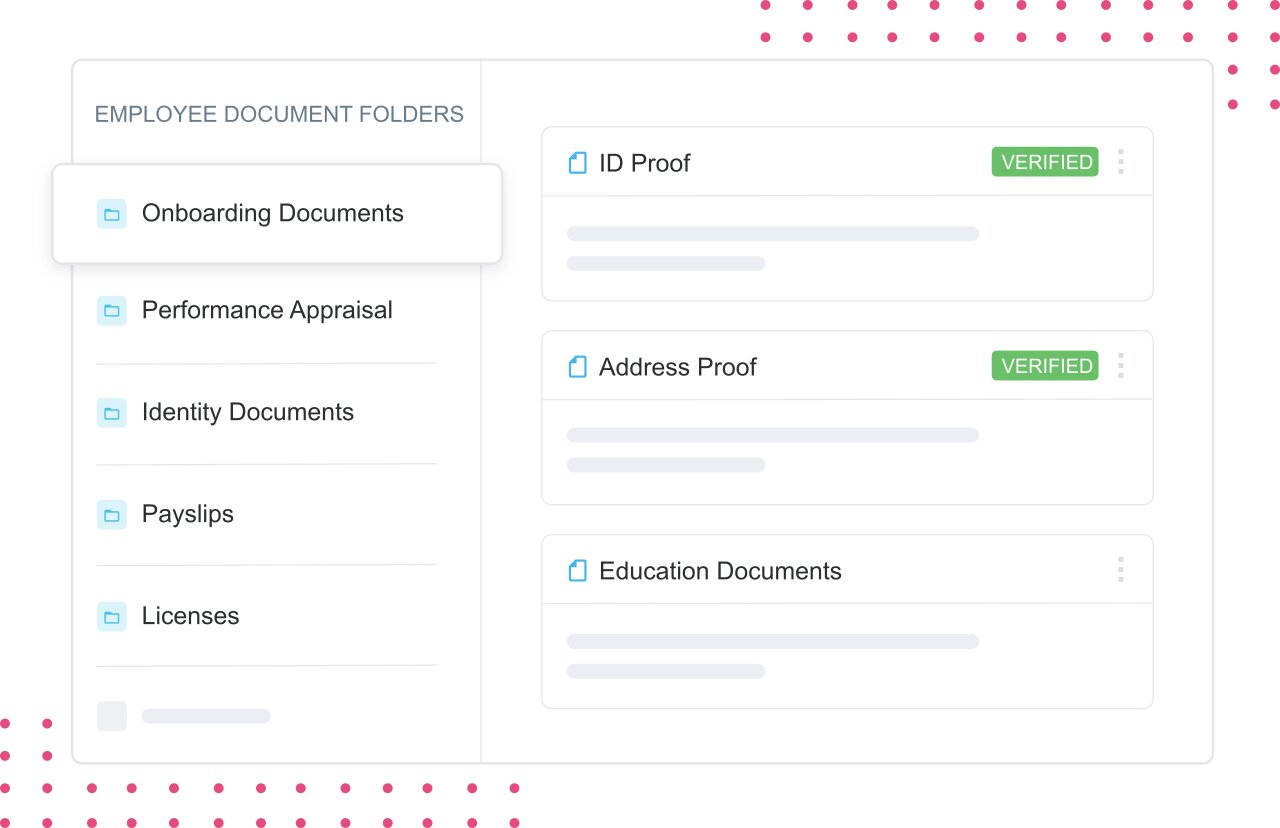 EMPLOYEE DOCUMENT FOLDERS
Onboarding Documents
Performance Appraisal
Identity Documents
Payslips
Licenses
ID Proof VERIFIED
Address Proof VERIFIED
Education Documents